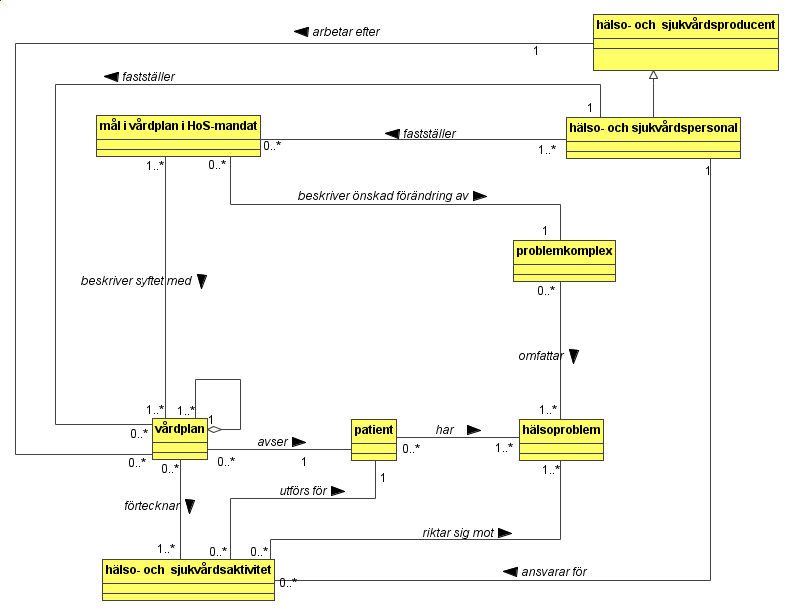 hälso- och  sjukvårdsproducent
arbetar efter
1
fastställer
1
mål i vårdplan i HoS-mandat
hälso- och sjukvårdspersonal
fastställer
0..*
1..*
1..*
0..*
1
beskriver önskad förändring av
1
problemkomplex
beskriver syftet med
0..*
omfattar
1..*
1..*
1..*
1
0..*
vårdplan
patient
hälsoproblem
har
avser
0..*
0..*
0..*
1
0..*
1..*
1..*
1
utförs för
förtecknar
riktar sig mot
1..*
0..*
0..*
hälso- och  sjukvårdsaktivitet
ansvarar för
0..*